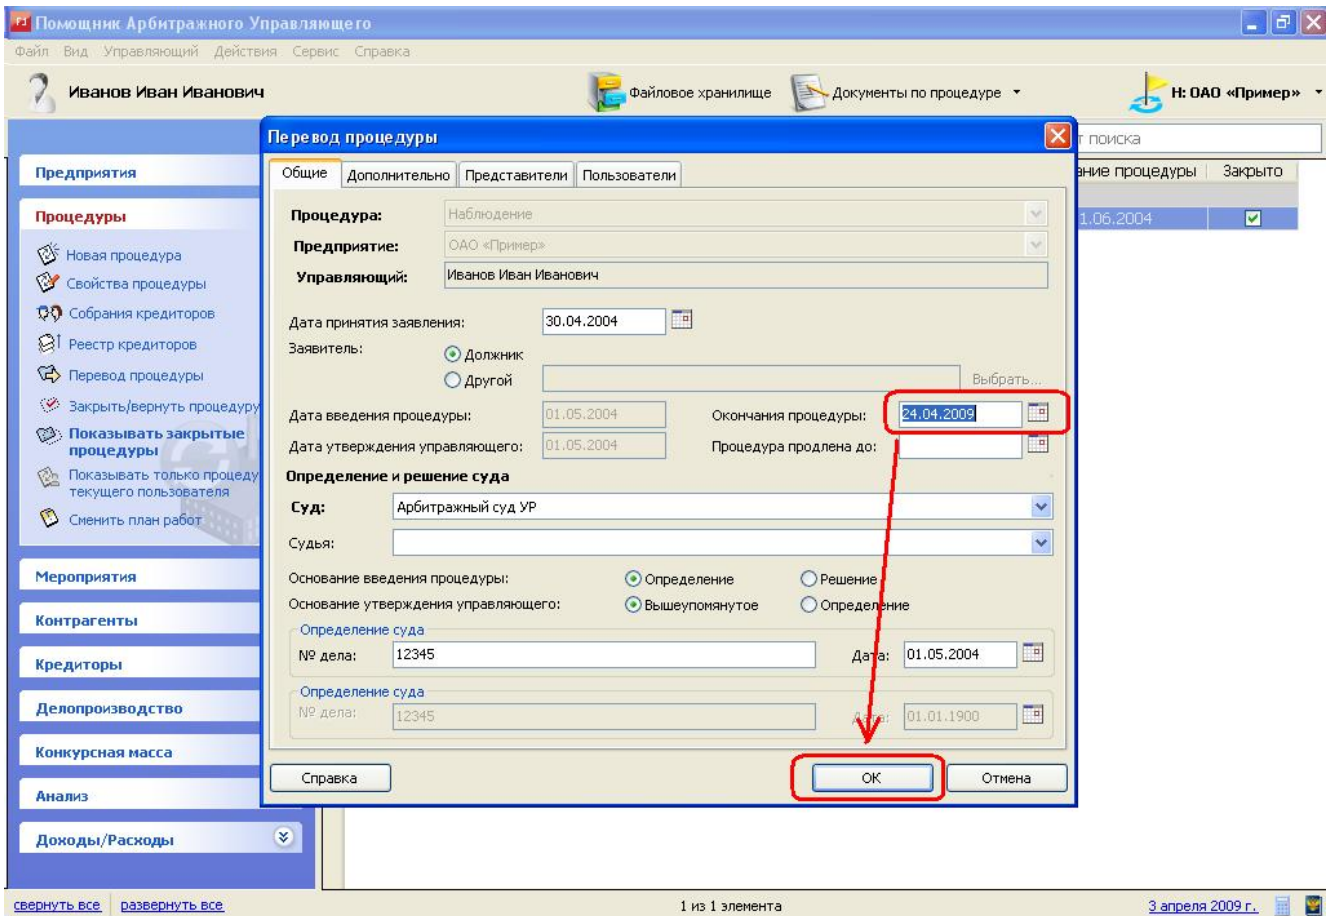 Помощник Арбитражного Управляющего
Файл Вид Управляющий Действия Сервис Справка
Иванов Иван Иванович
Файловое хранилище
Документы по процедуре
Н: ОАО «Пример»
Перевод процедуры
т поиска
Предприятия
Процедуры
Новая процедура
Свойства процедуры
Собрания кредиторов
Реестр кредиторов
Перевод процедуры
Закрыть/вернуть процедуру
Показывать закрытые
процедуры
Показывать только процеду
текущего пользователя
Сменить план работ
Мероприятия
Контрагенты
Кредиторы
Делопроизводство
Конкурсная масса
Анализ
Доходы/Расходы
Общие Дополнительно Представители Пользователи
ание процедуры Закрыто
1.06.2004
Процедура: Наблюдение
Предприятие: ОАО «Пример»
Управляющий: Иванов Иван Иванович
Дата принятия заявления: 30.04.2004
Заявитель: Должник
Другой Выбрать...
Дата введения процедуры: 01.05.2004 Окончания процедуры: 24.04.2009
Дата утверждения управляющего: 01.05.2004 Процедура продлена до:
Определение и решение суда
Суд: Арбитражный суд УР
Судья:
Основание введения процедуры: Определение Решение
Основание утверждения управляющего: Вышеупомянутое Определение
Определение суда
№ дела: 12345 Дата: 01.05.2004
Определение суда
№ дела: 12345 Дата: 01.01.1900
Справка ОК Отмена
свернуть все развернуть все 1 из 1 элемента 3 апреля 2009 г.